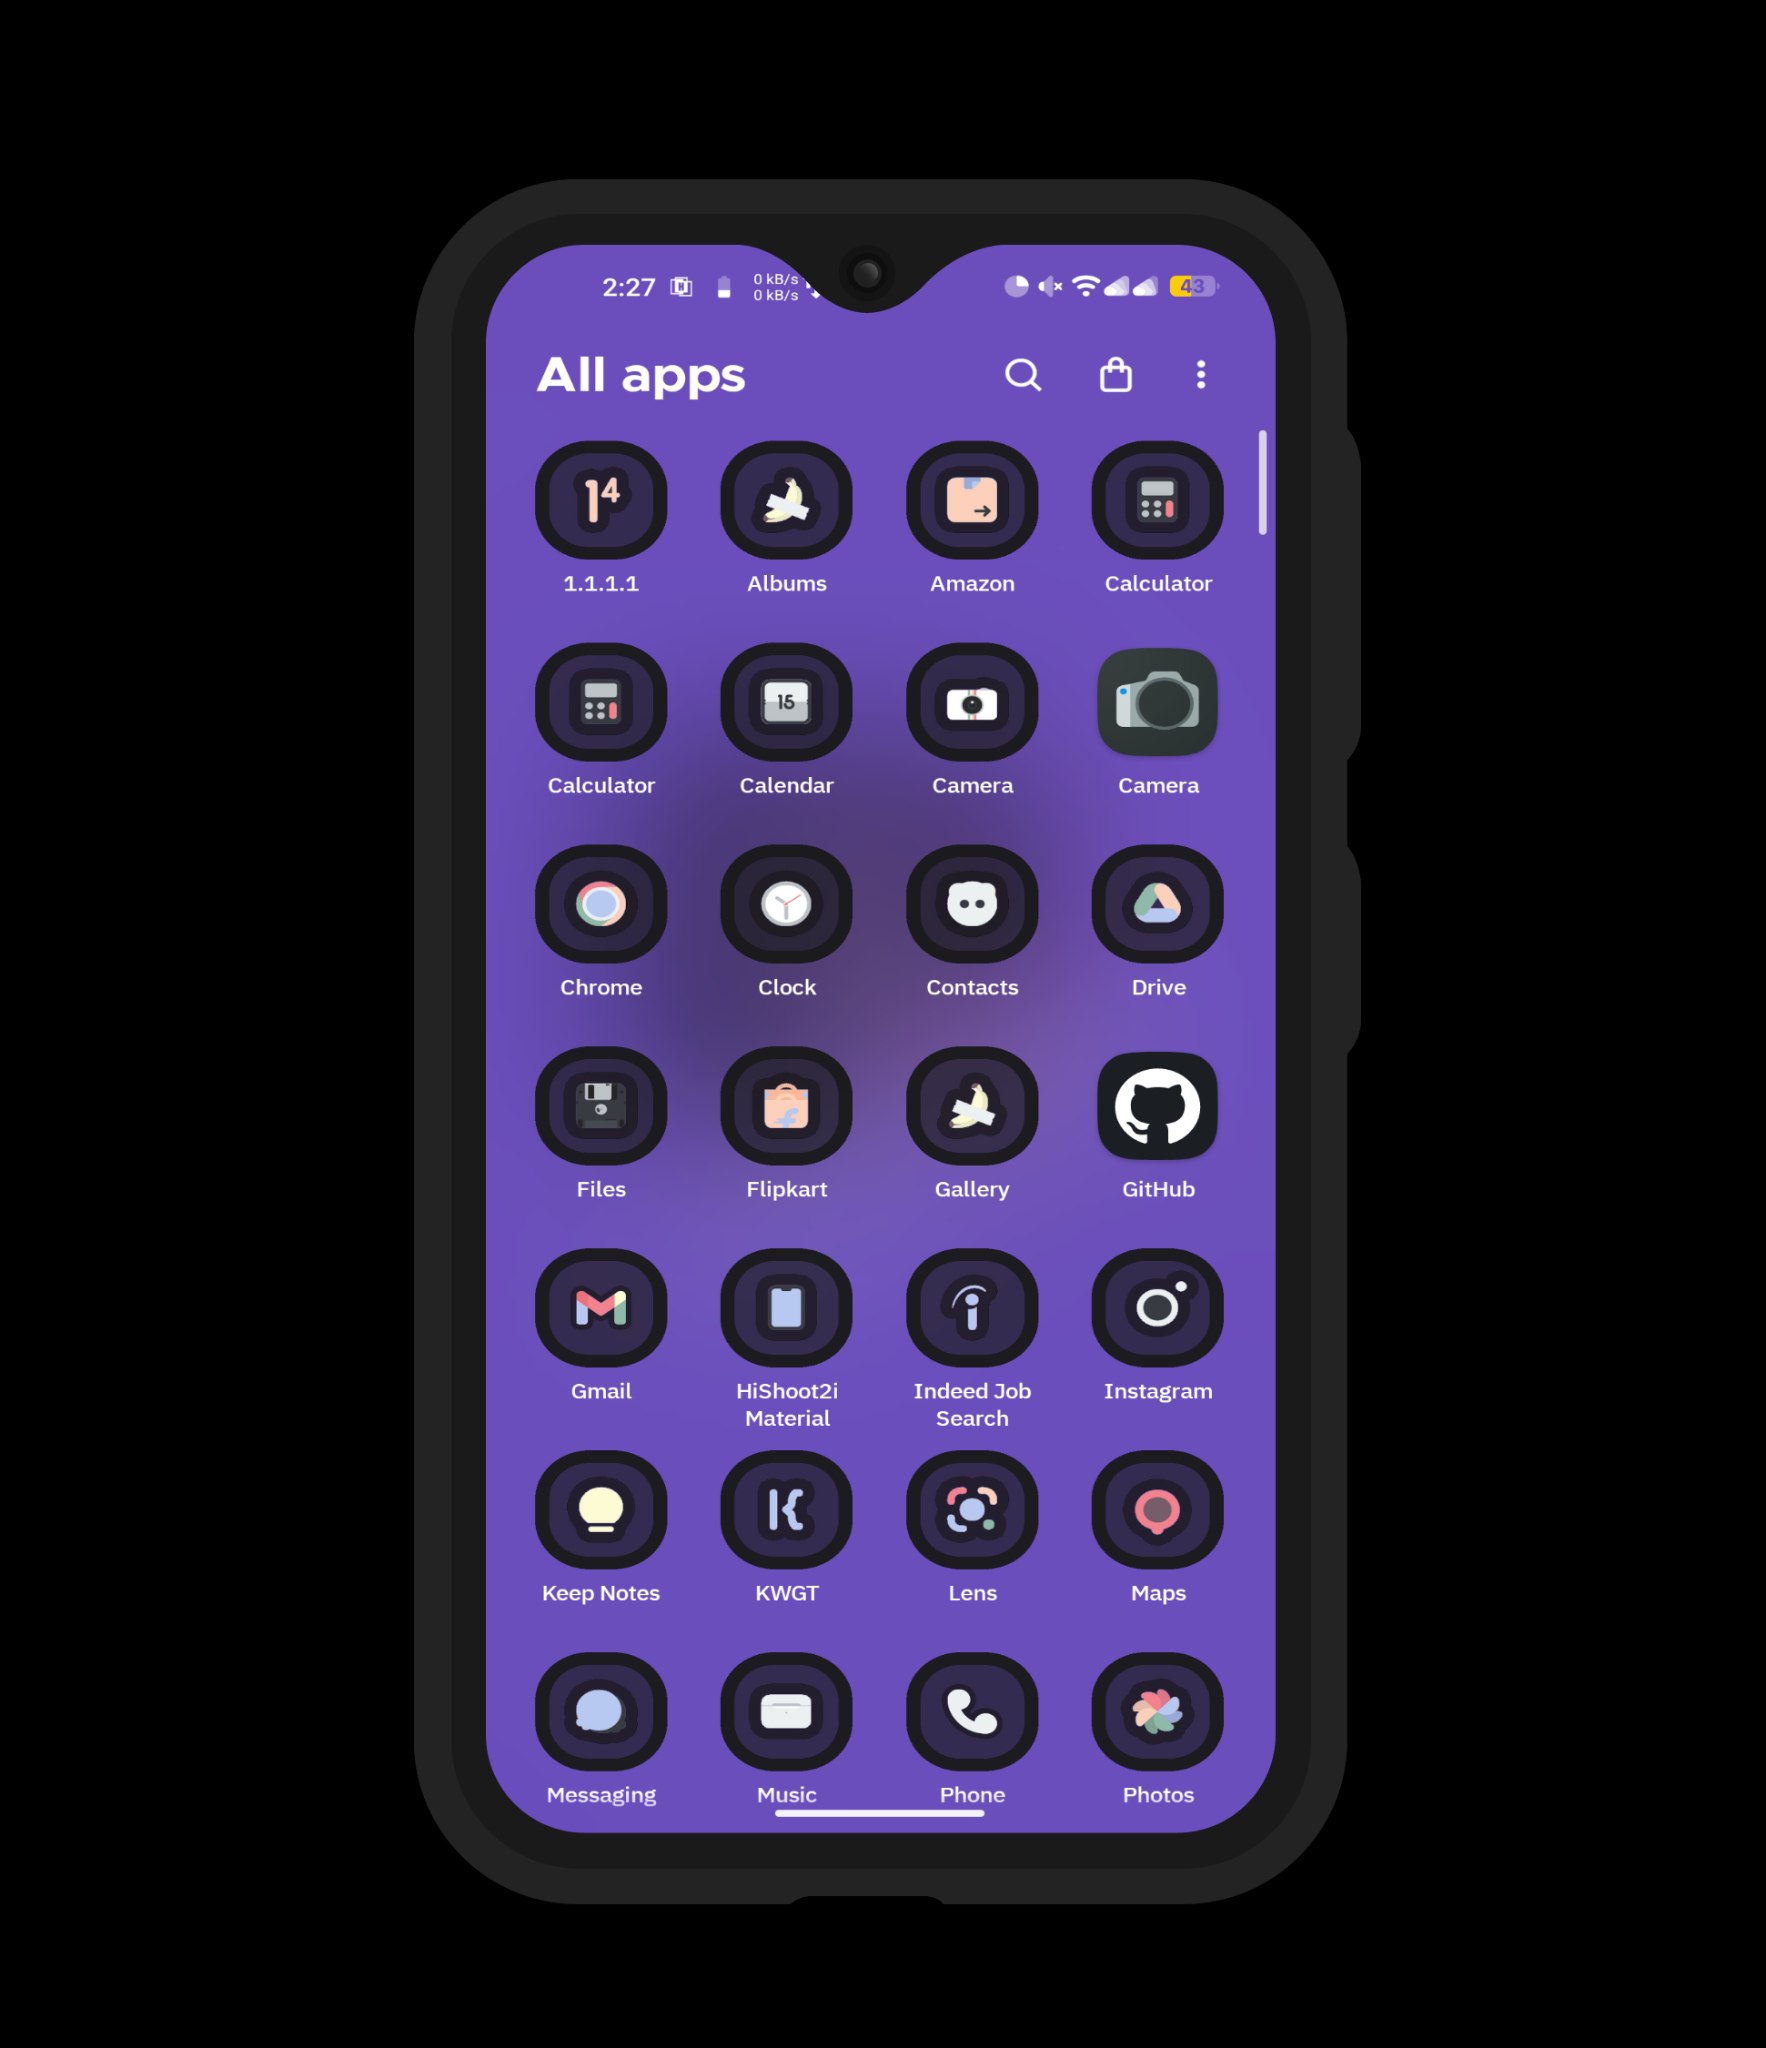 2:27
0 kB/s
0 kB/s
43
All apps
1⁴
1.1.1.1
Albums
Amazon
Calculator
15
Calculator
Calendar
Camera
Camera
Chrome
Clock
Contacts
Drive
Files
Flipkart
Gallery
GitHub
Gmail
HiShoot2i
Material
Indeed Job
Search
Instagram
Keep Notes
KWGT
Lens
Maps
Messaging
Music
Phone
Photos